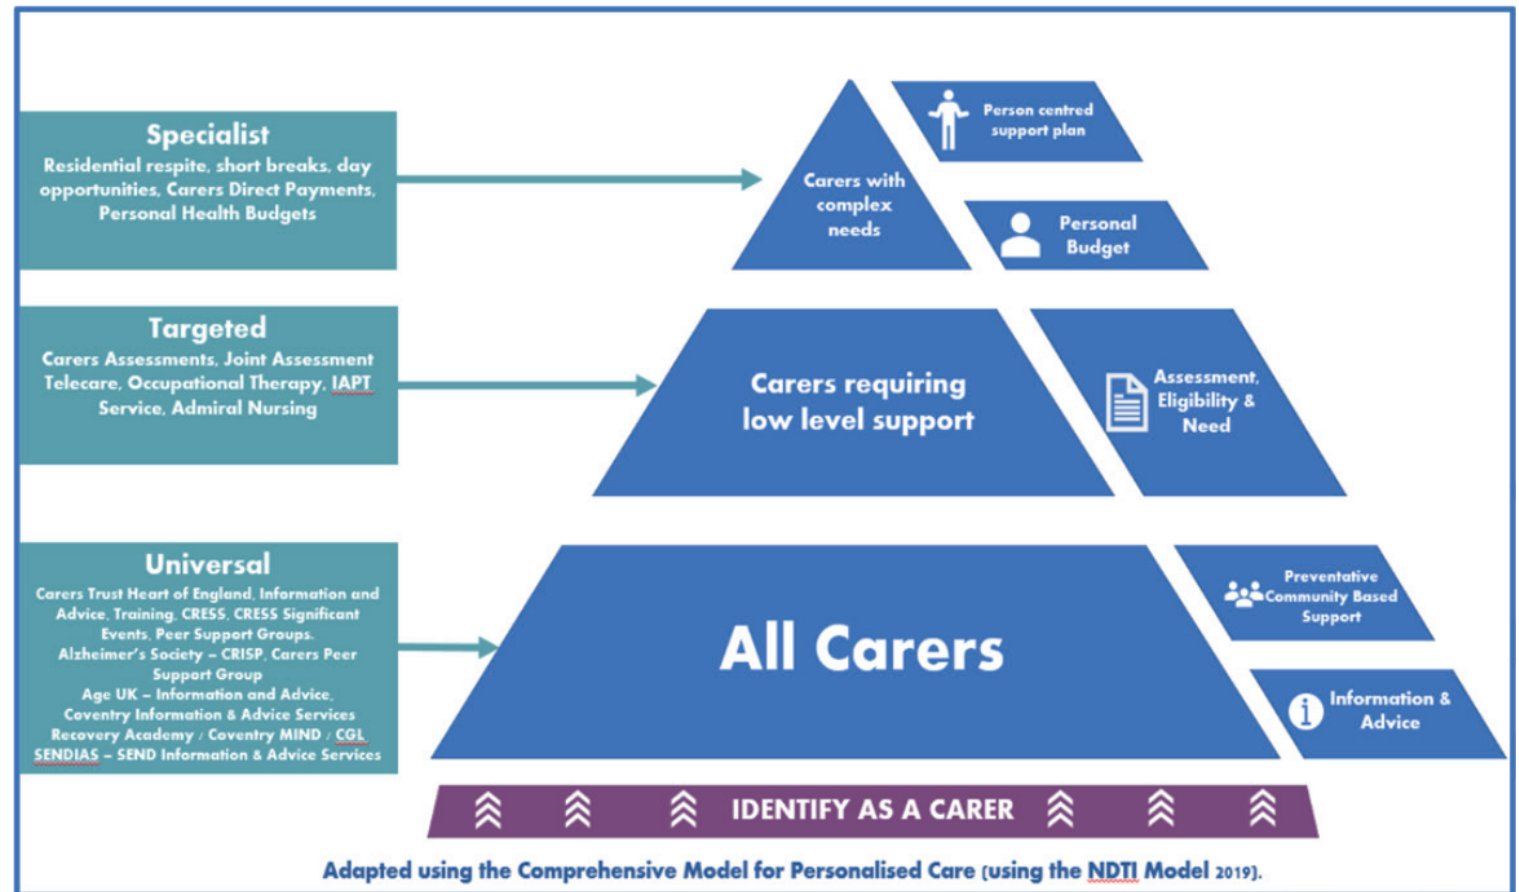 Specialist
Residential respite, short breaks, day
opportunities, Carers Direct Payments,
Personal Health Budgets
Carers with
complex
needs
Person centred
support plan
Personal
Budget
Targeted
Carers Assessments, Joint Assessment
Telecare, Occupational Therapy, IAPT
Service, Admiral Nursing
Carers requiring
low level support
Assessment,
Eligibility &
Need
Universal
Carers Trust Heart of England, Information and
Advice, Training, CRESS, CRESS Significant
Events, Peer Support Groups.
Alzheimer's Society – CRISP, Carers Peer
Support Group
Age UK – Information and Advice,
Coventry Information & Advice Services
Recovery Academy / Coventry MIND / CGL
SENDIAS – SEND Information & Advice Services
All Carers
Preventative
Community Based
Support
Information &
Advice
IDENTIFY AS A CARER
Adapted using the Comprehensive Model for Personalised Care (using the NDTI Model 2019).